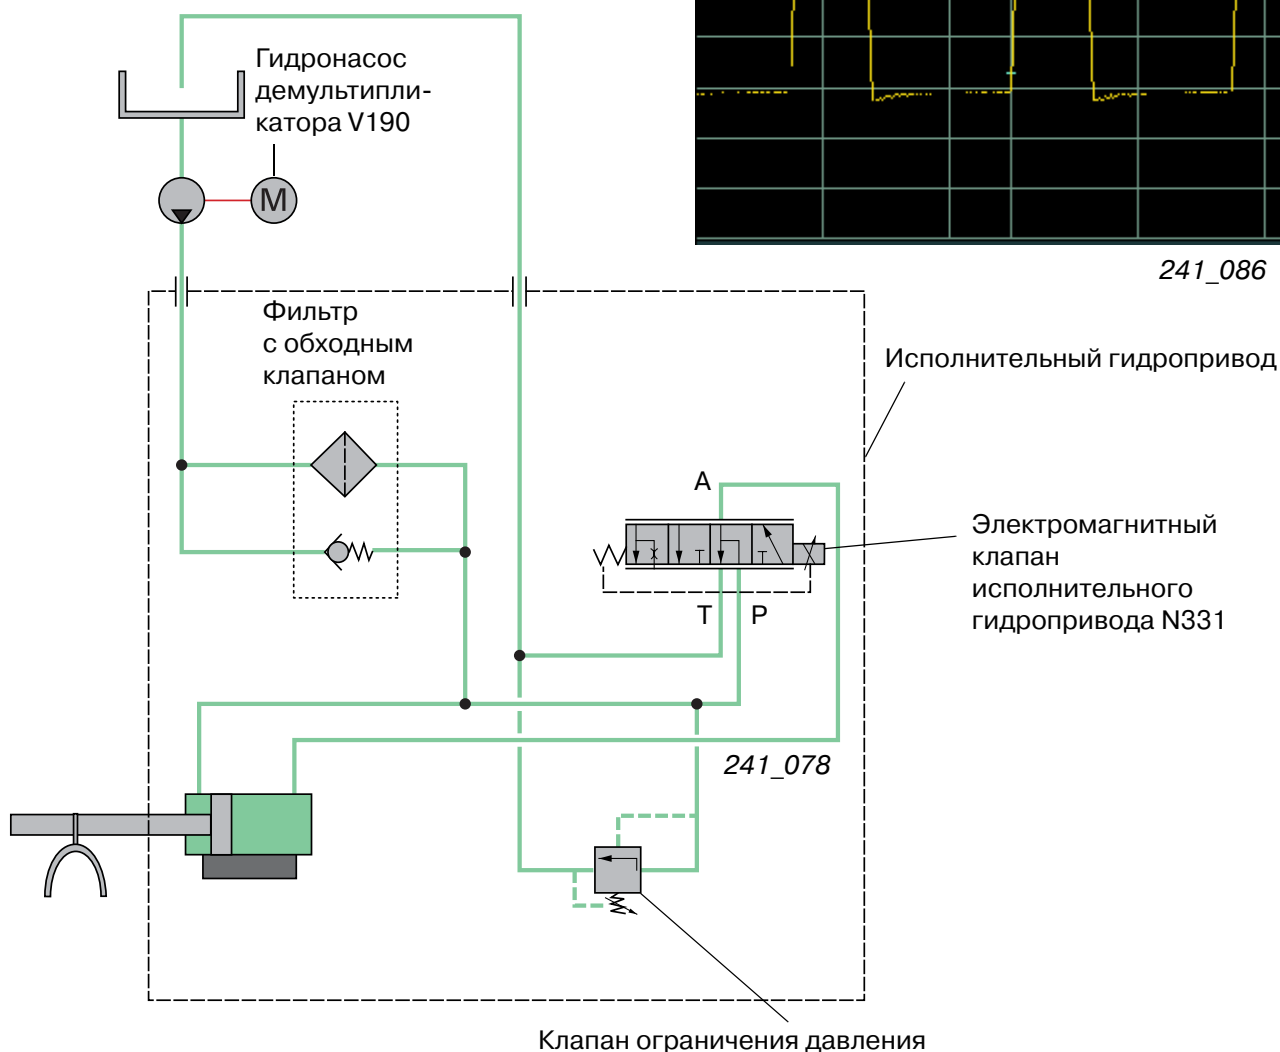 Гидронасос
демультипли-
катора V190
M
241_086
Фильтр
с обходным
клапаном
Исполнительный гидропривод
A
Электромагнитный
клапан
исполнительного
гидропривода N331
T P
241_078
Клапан ограничения давления